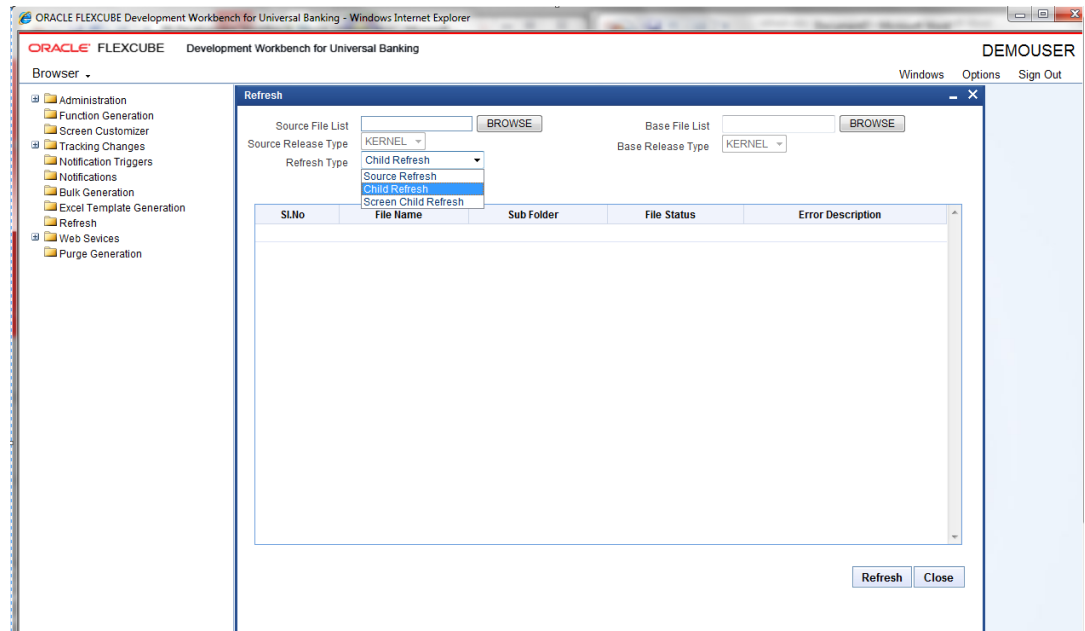 ORACLE FLEXCUBE Development Workbench for Universal Banking - Windows Internet Explorer
ORACLE FLEXCUBE Development Workbench for Universal Banking
DEMOUSER
Browser
Windows Options Sign Out
Administration
Function Generation
Screen Customizer
Tracking Changes
Notification Triggers
Notifications
Bulk Generation
Excel Template Generation
Refresh
Web Sevices
Purge Generation
Refresh
Source File List BROWSE Base File List BROWSE
Source Release Type KERNEL Base Release Type KERNEL
Refresh Type Child Refresh
Source Refresh
Child Refresh
Screen Child Refresh
Sl.No File Name Sub Folder File Status Error Description
Refresh Close